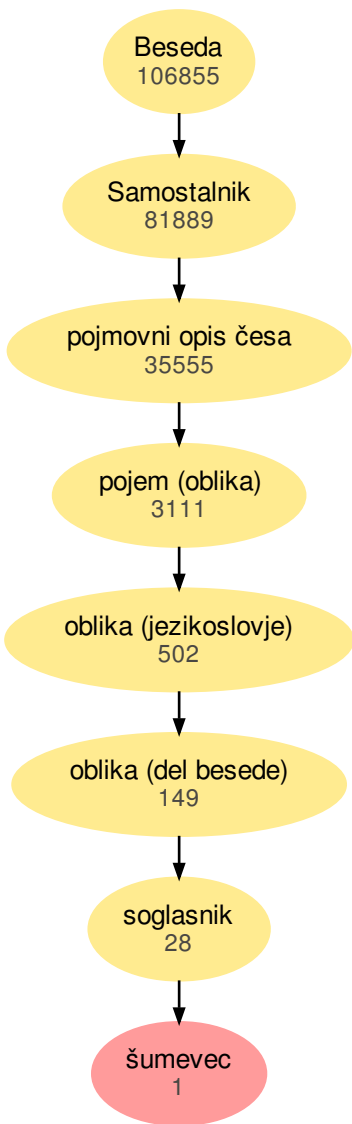 Beseda
106855
Samostalnik
81889
pojmovni opis česa
35555
pojem (oblika)
3111
oblika (jezikoslovje)
502
oblika (del besede)
149
soglasnik
28
šumevec
1